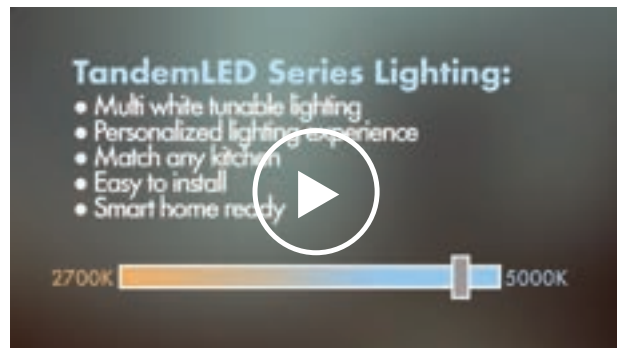 TandemLED Series Lighting:
● Multi white tunable lighting
● Personalized lighting experience
● Match any kitchen
● Easy to install
● Smart home ready
2700K 5000K